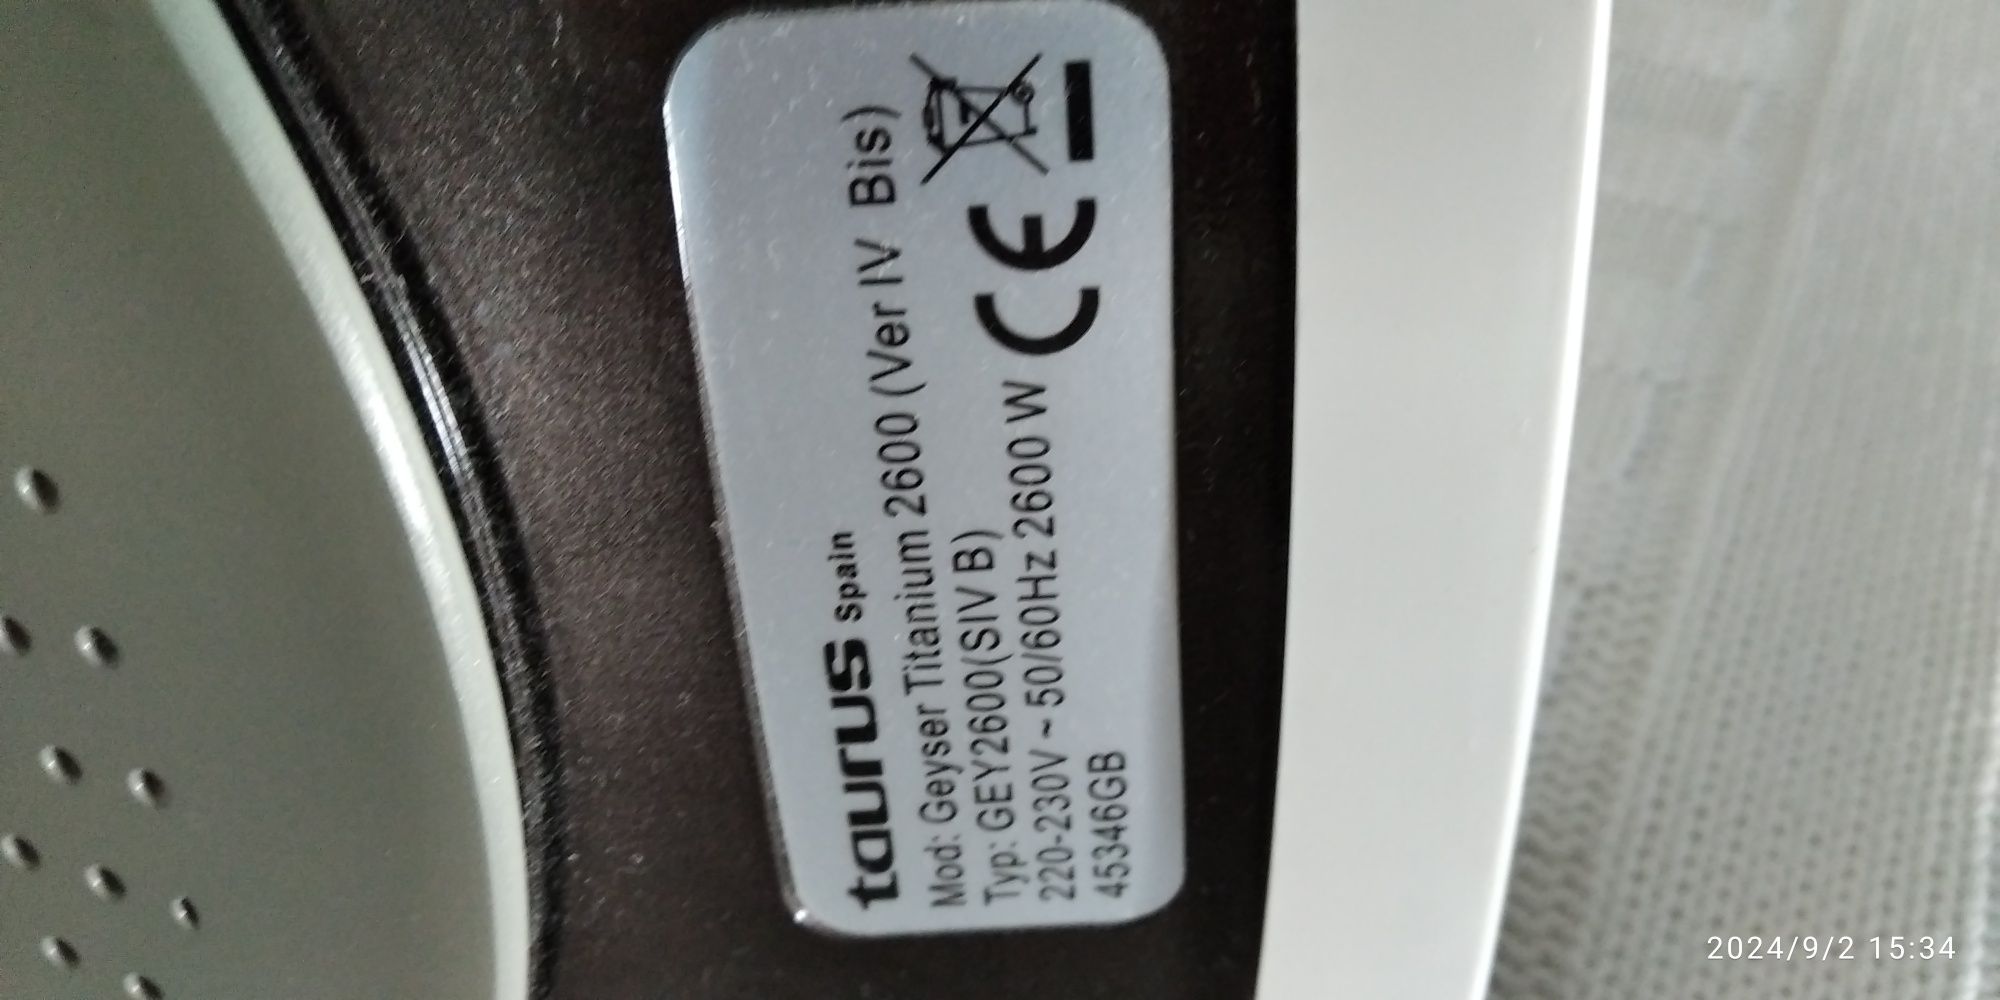 taurus Spain
Mod: Geyser Titanium 2600 (Ver IV Bis)
Typ: GEY2600(SIV B)
220-230V ~ 50/60Hz 2600 W CE
45346GB
2024/9/2 15:34